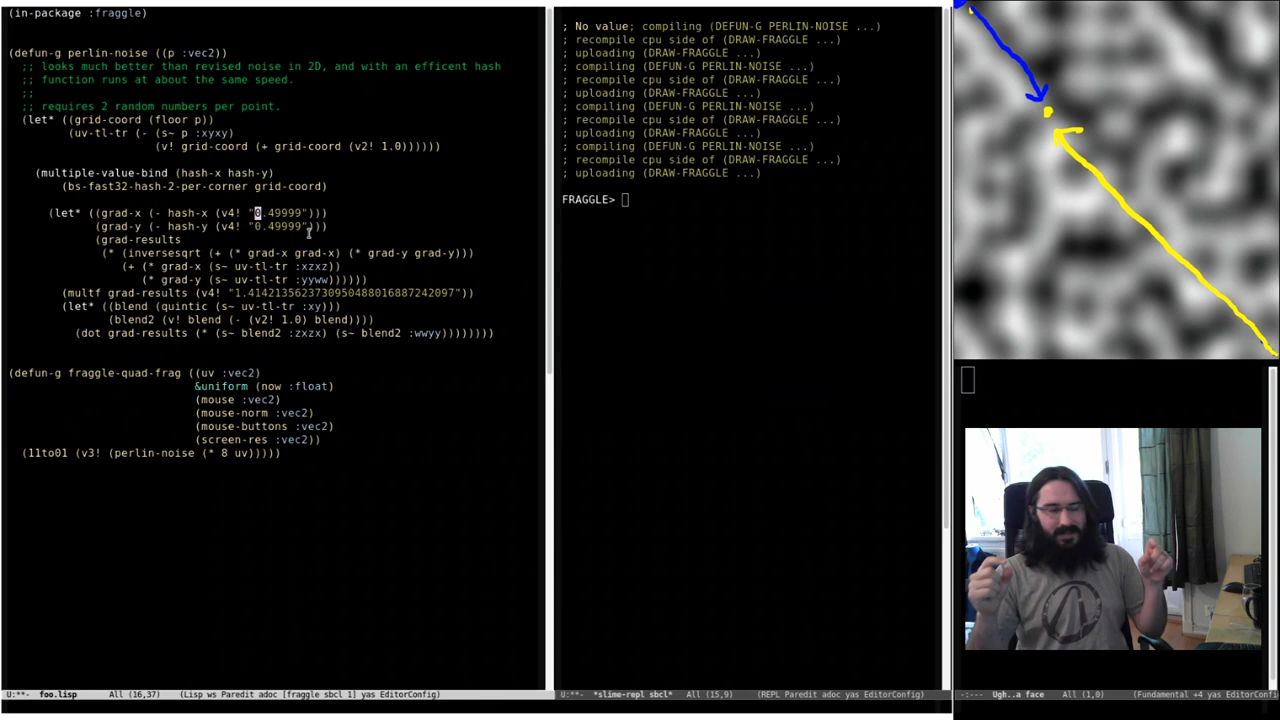 (in-package :fraggle)
(defun-g perlin-noise ((p :vec2))
;; looks much better than revised noise in 2D, and with an efficent hash
;; function runs at about the same speed.
;;
;; requires 2 random numbers per point.
(let* ((grid-coord (floor p))
(uv-tl-tr (- (s~ p :xyxy)
(v! grid-coord (+ grid-coord (v2! 1.0))))))
(multiple-value-bind (hash-x hash-y)
(bs-fast32-hash-2-per-corner grid-coord)
(let* ((grad-x (- hash-x (v4! "0.49999")))
(grad-y (- hash-y (v4! "0.49999")))
(grad-results
(* (inversesqrt (+ (* grad-x grad-x) (* grad-y grad-y)))
(+ (* grad-x (s~ uv-tl-tr :xzxz))
(* grad-y (s~ uv-tl-tr :yyww))))))
(multf grad-results (v4! "1.4142135623730950488016887242097"))
(let* ((blend (quintic (s~ uv-tl-tr :xy)))
(blend2 (v! blend (- (v2! 1.0) blend))))
(dot grad-results (* (s~ blend2 :zxzx) (s~ blend2 :wwyy))))))))
(defun-g fraggle-quad-frag ((uv :vec2)
&uniform (now :float)
(mouse :vec2)
(mouse-norm :vec2)
(mouse-buttons :vec2)
(screen-res :vec2))
(11to01 (v3! (perlin-noise (* 8 uv)))))
U:**- foo.lisp All (16,37) (Lisp ws Paredit adoc [fraggle sbcl 1] yas EditorConfig)
; No value; compiling (DEFUN-G PERLIN-NOISE ...)
; recompile cpu side of (DRAW-FRAGGLE ...)
; uploading (DRAW-FRAGGLE ...)
; compiling (DEFUN-G PERLIN-NOISE ...)
; recompile cpu side of (DRAW-FRAGGLE ...)
; uploading (DRAW-FRAGGLE ...)
; compiling (DEFUN-G PERLIN-NOISE ...)
; recompile cpu side of (DRAW-FRAGGLE ...)
; uploading (DRAW-FRAGGLE ...)
; compiling (DEFUN-G PERLIN-NOISE ...)
; recompile cpu side of (DRAW-FRAGGLE ...)
; uploading (DRAW-FRAGGLE ...)
FRAGGLE>
U:**- *slime-repl sbcl* All (15,9) (REPL Paredit adoc yas EditorConfig)
-:--- Ugh..a face All (1,0) (Fundamental +4 yas EditorConfi